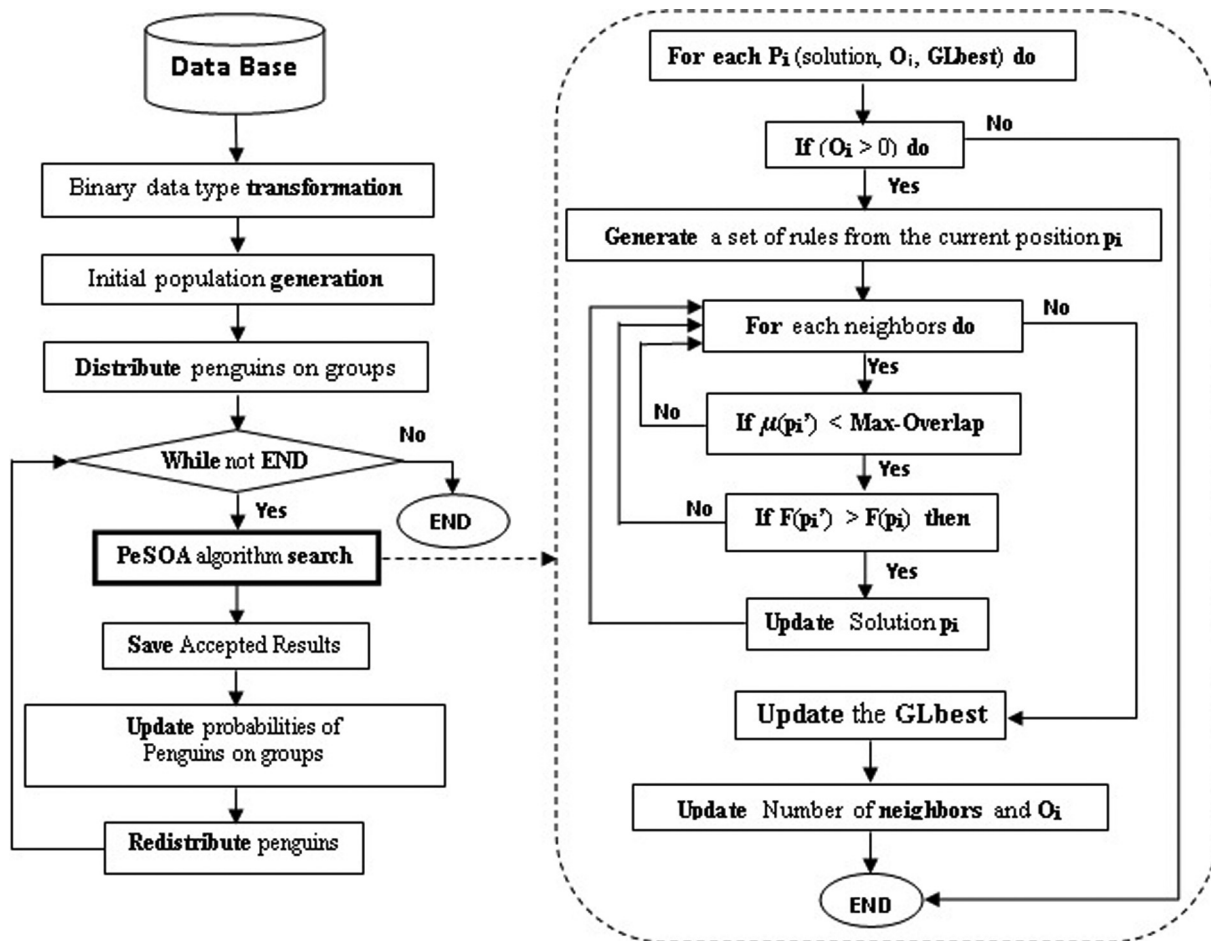 Data Base
Binary data type transformation
Initial population generation
Distribute penguins on groups
While not END
No
END
Yes
PeSOA algorithm search
Save Accepted Results
Update probabilities of
Penguins on groups
Redistribute penguins
For each Pi (solution, Oi, GLbest) do
If (Oi > 0) do
No
Yes
Generate a set of rules from the current position pi
For each neighbors do
No
Yes
If μ(pi’) < Max-Overlap
No
Yes
If F(pi’) > F(pi) then
No
Yes
Update Solution pi
Update the GLbest
Update Number of neighbors and Oi
END